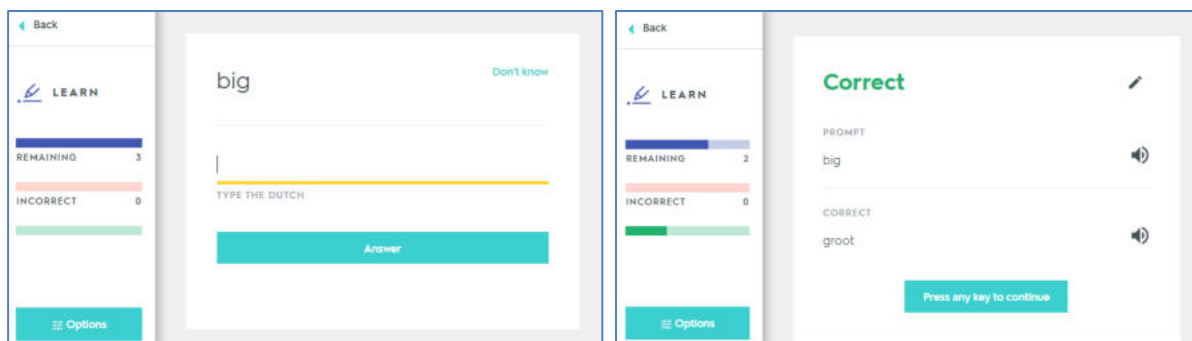 Back
LEARN
REMAINING 3
INCORRECT 0
Options
big
Don't know
TYPE THE DUTCH
Answer
Back
LEARN
REMAINING 2
INCORRECT 0
Options
Correct
PROMPT
big
CORRECT
groot
Press any key to continue